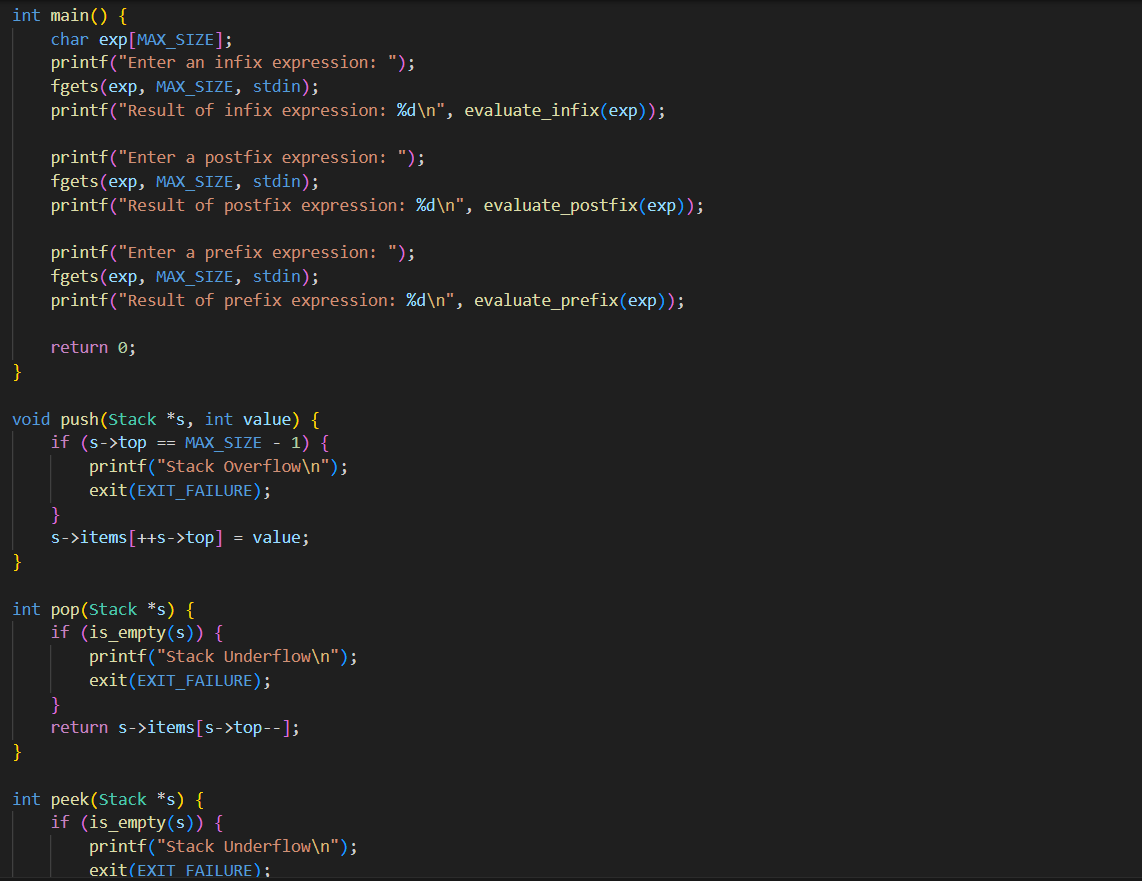 int main() {
    char exp[MAX_SIZE];
    printf("Enter an infix expression: ");
    fgets(exp, MAX_SIZE, stdin);
    printf("Result of infix expression: %d\n", evaluate_infix(exp));

    printf("Enter a postfix expression: ");
    fgets(exp, MAX_SIZE, stdin);
    printf("Result of postfix expression: %d\n", evaluate_postfix(exp));

    printf("Enter a prefix expression: ");
    fgets(exp, MAX_SIZE, stdin);
    printf("Result of prefix expression: %d\n", evaluate_prefix(exp));

    return 0;
}

void push(Stack *s, int value) {
    if (s->top == MAX_SIZE - 1) {
        printf("Stack Overflow\n");
        exit(EXIT_FAILURE);
    }
    s->items[++s->top] = value;
}

int pop(Stack *s) {
    if (is_empty(s)) {
        printf("Stack Underflow\n");
        exit(EXIT_FAILURE);
    }
    return s->items[s->top--];
}

int peek(Stack *s) {
    if (is_empty(s)) {
        printf("Stack Underflow\n");
        exit(EXIT_FAILURE);